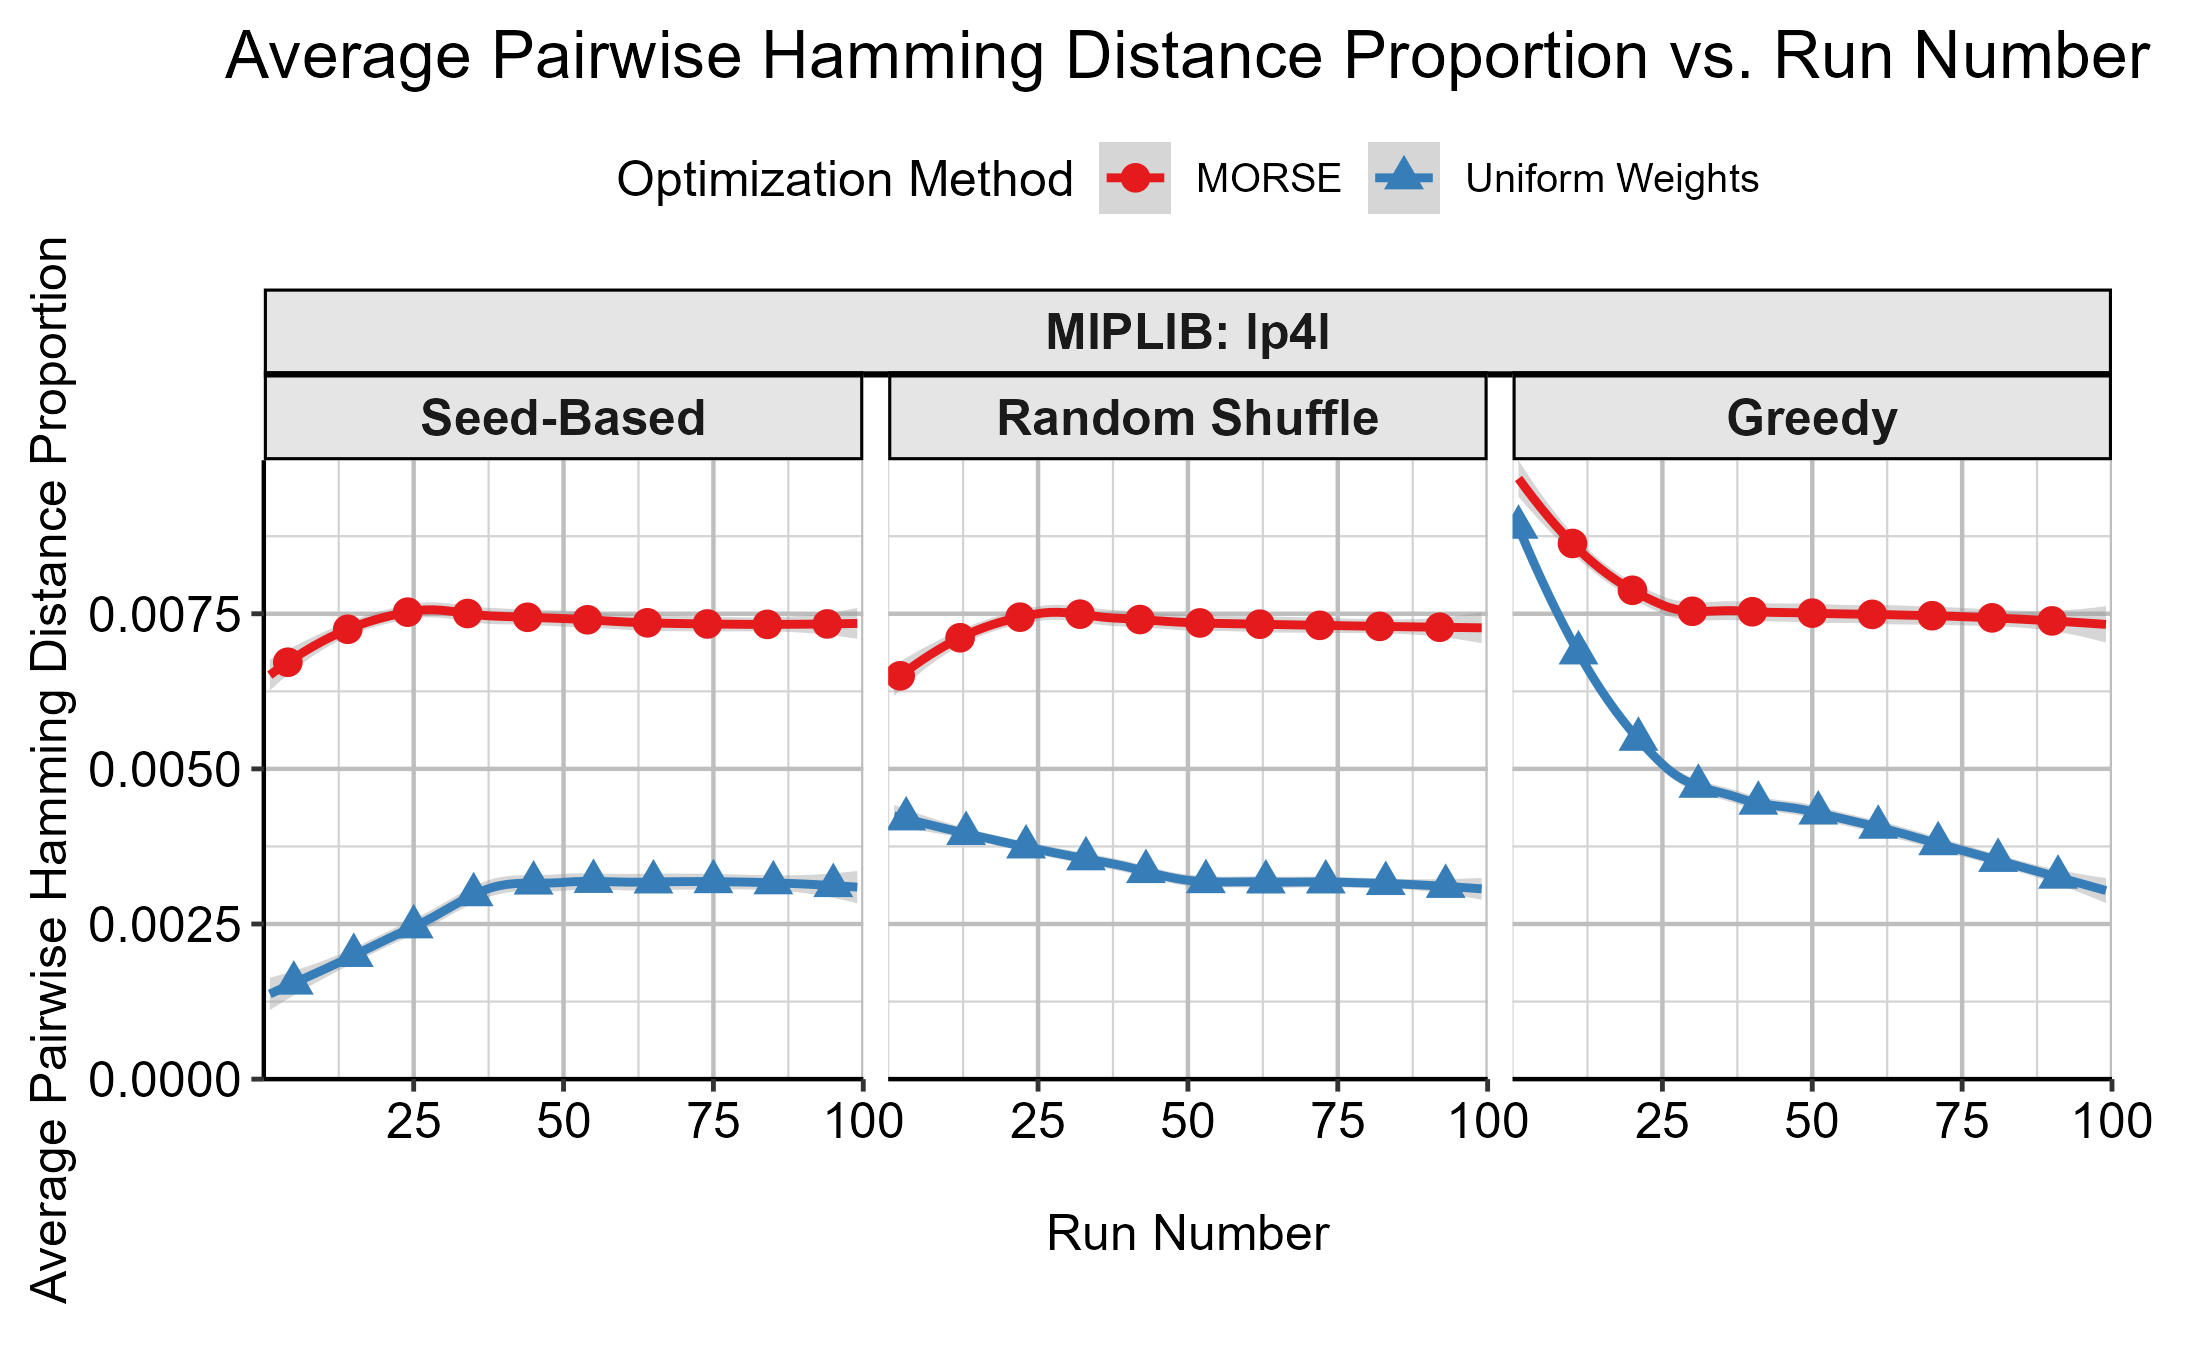 Average Pairwise Hamming Distance Proportion vs. Run Number
Optimization Method MORSE Uniform Weights
Average Pairwise Hamming Distance Proportion
MIPLIB: lp4l
Seed-Based Random Shuffle Greedy
0.0075
0.0050
0.0025
0.0000
25 50 75 100 25 50 75 100 25 50 75 100
Run Number